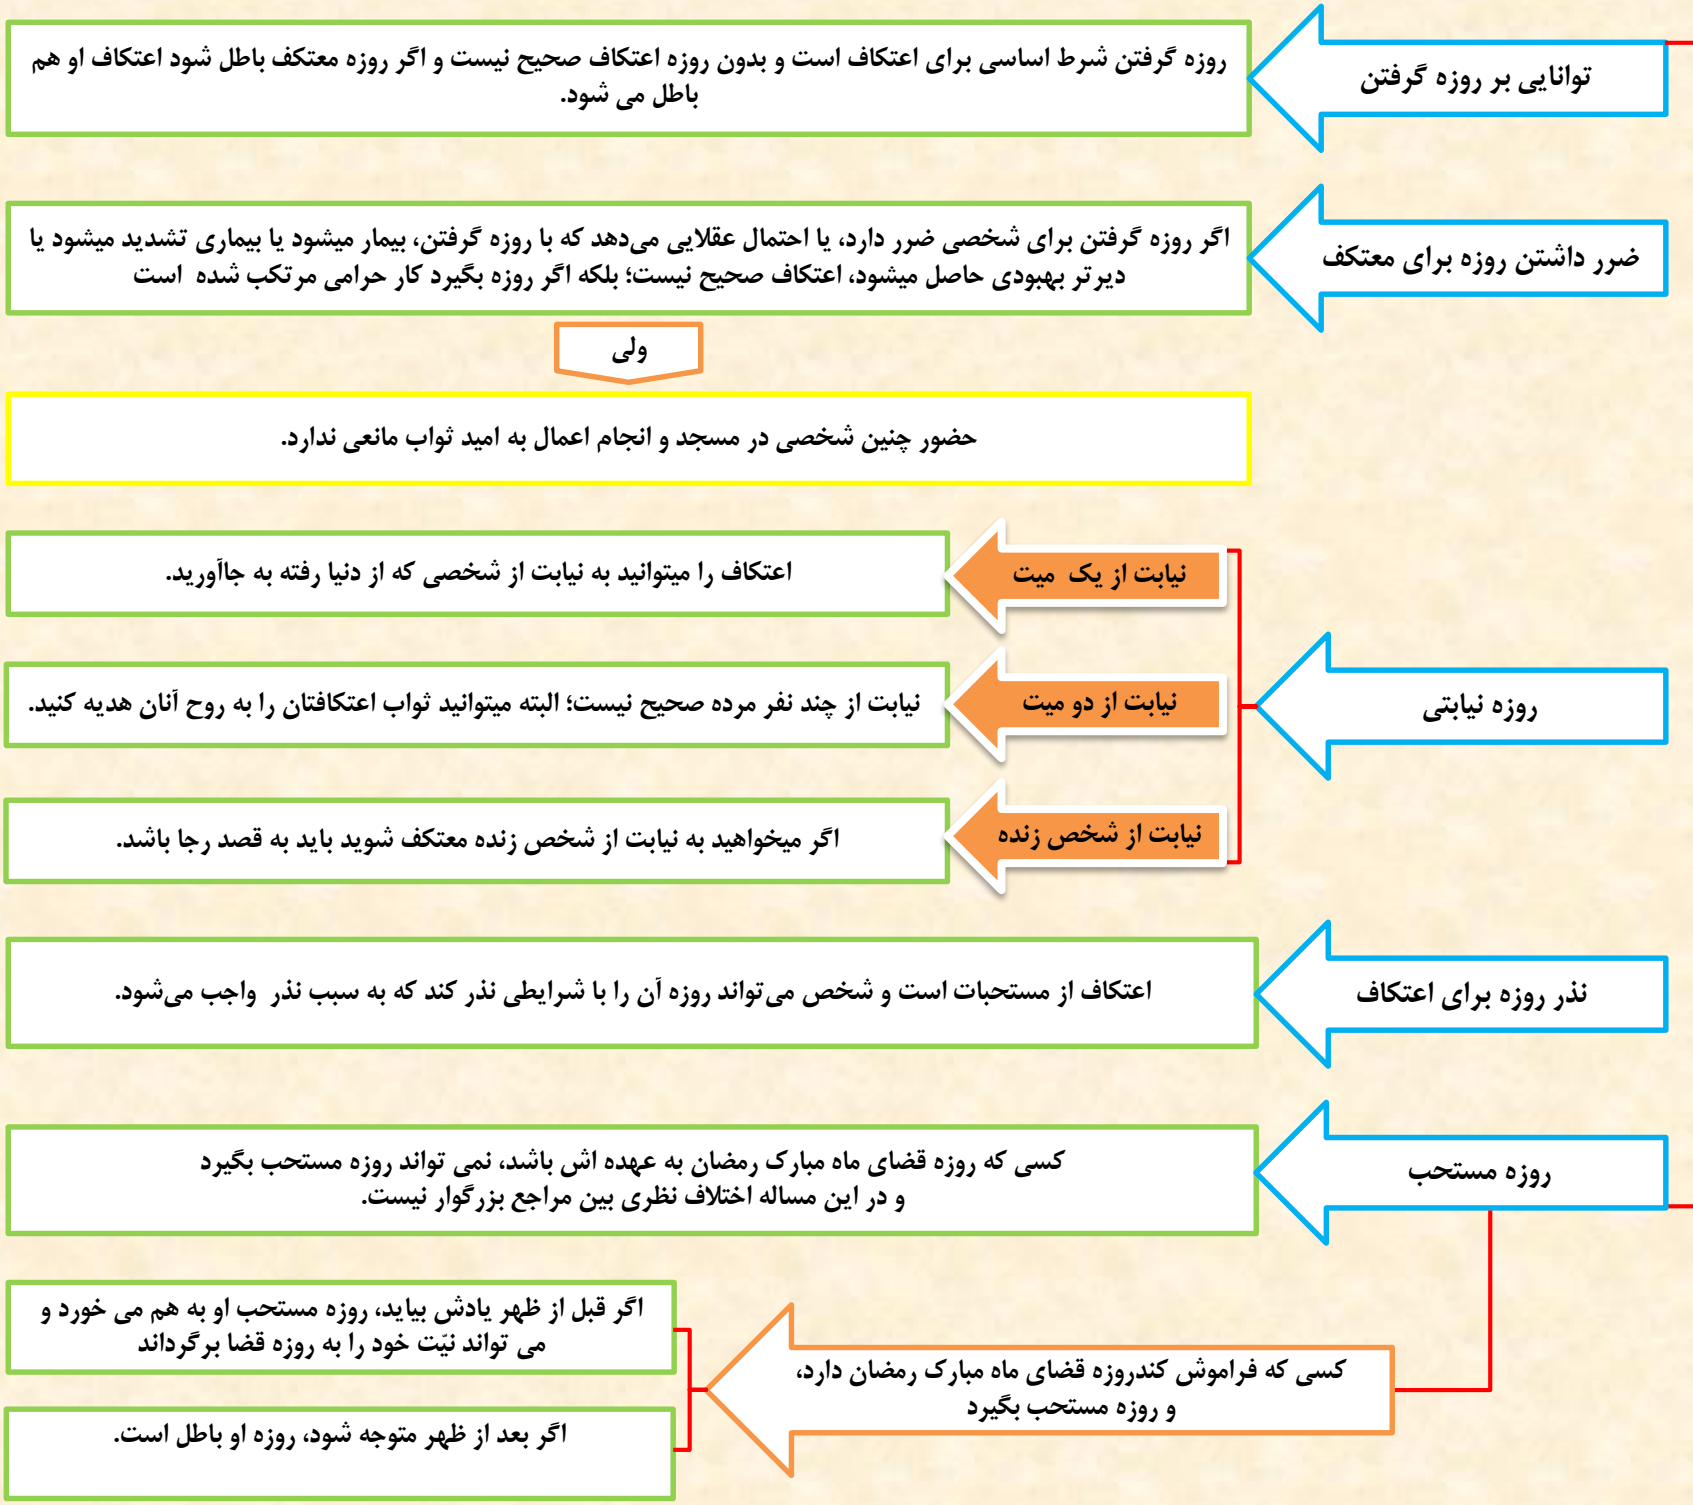 توانایی بر روزه گرفتن
روزه گرفتن شرط اساسی برای اعتکاف است و بدون روزه اعتکاف صحیح نیست و اگر روزه معتکف باطل شود اعتکاف او هم
باطل می شود.
ضرر داشتن روزه برای معتکف
اگر روزه گرفتن برای شخصی ضرر دارد، یا احتمال عقلایی می‌دهد که با روزه گرفتن، بیمار میشود یا بیماری تشدید میشود یا
دیرتر بهبودی حاصل میشود، اعتکاف صحیح نیست؛ بلکه اگر روزه بگیرد کار حرامی مرتکب شده است
ولی
حضور چنین شخصی در مسجد و انجام اعمال به امید ثواب مانعی ندارد.
روزه نیابتی
نیابت از یک میت
اعتکاف را میتوانید به نیابت از شخصی که از دنیا رفته به جاآورید.
نیابت از دو میت
نیابت از چند نفر مرده صحیح نیست؛ البته میتوانید ثواب اعتکافتان را به روح آنان هدیه کنید.
نیابت از شخص زنده
اگر میخواهید به نیابت از شخص زنده معتکف شوید باید به قصد رجا باشد.
نذر روزه برای اعتکاف
اعتکاف از مستحبات است و شخص می‌تواند روزه آن را با شرایطی نذر کند که به سبب نذر واجب می‌شود.
روزه مستحب
کسی که روزه قضای ماه مبارک رمضان به عهده اش باشد، نمی تواند روزه مستحب بگیرد
و در این مساله اختلاف نظری بین مراجع بزرگوار نیست.
کسی که فراموش کندروزه قضای ماه مبارک رمضان دارد،
و روزه مستحب بگیرد
اگر قبل از ظهر یادش بیاید، روزه مستحب او به هم می خورد و
می تواند نیّت خود را به روزه قضا برگرداند
اگر بعد از ظهر متوجه شود، روزه او باطل است.